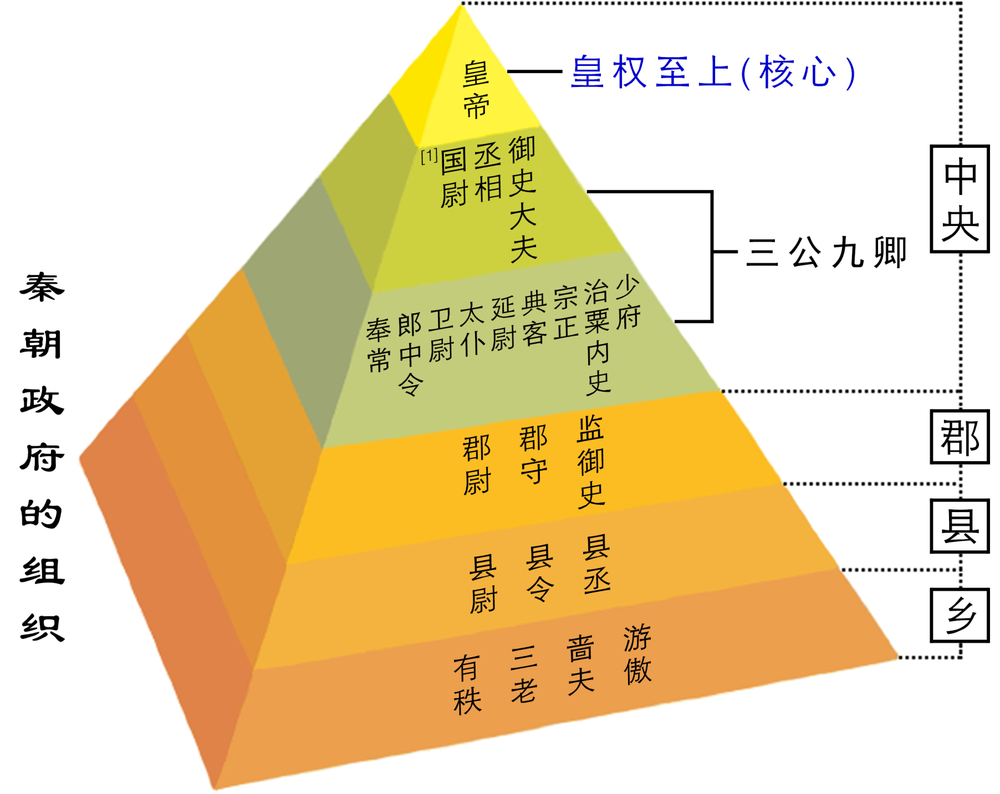 秦朝政府的组织
皇帝
皇权至上(核心)
[1]国尉
丞相
御史大夫
三公九卿
中央
奉常
郎中令
卫尉
太仆
延尉
典客
宗正
治粟内史
少府
郡尉
郡守
监御史
郡
县尉
县令
县丞
县
有秩
三老
啬夫
游傲
乡